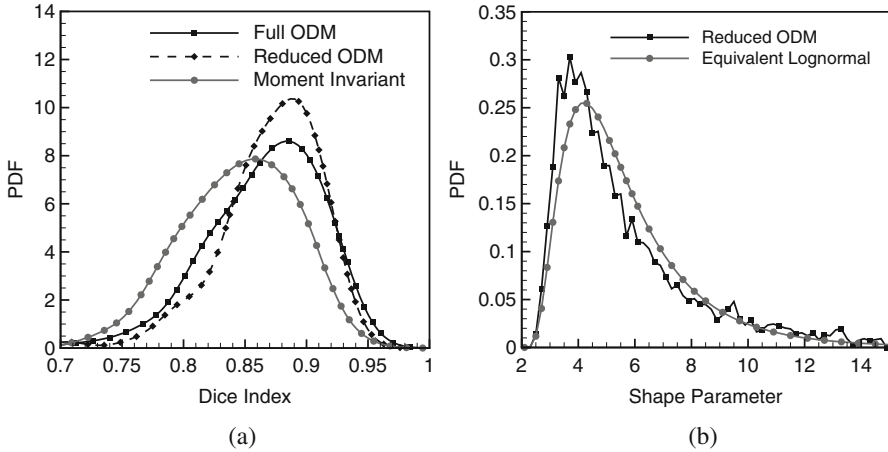 14
12
10
8
6
4
2
0
PDF
Full ODM
Reduced ODM
Moment Invariant
0.7
0.75
0.8
0.85
0.9
0.95
1
Dice Index
(a)
0.35
0.3
0.25
0.2
0.15
0.1
0.05
0
PDF
Reduced ODM
Equivalent Lognormal
2
4
6
8
10
12
14
Shape Parameter
(b)